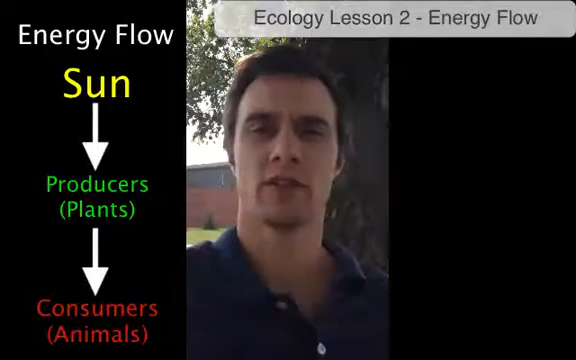 Ecology Lesson 2 - Energy Flow
Energy Flow
Sun
Producers
(Plants)
Consumers
(Animals)